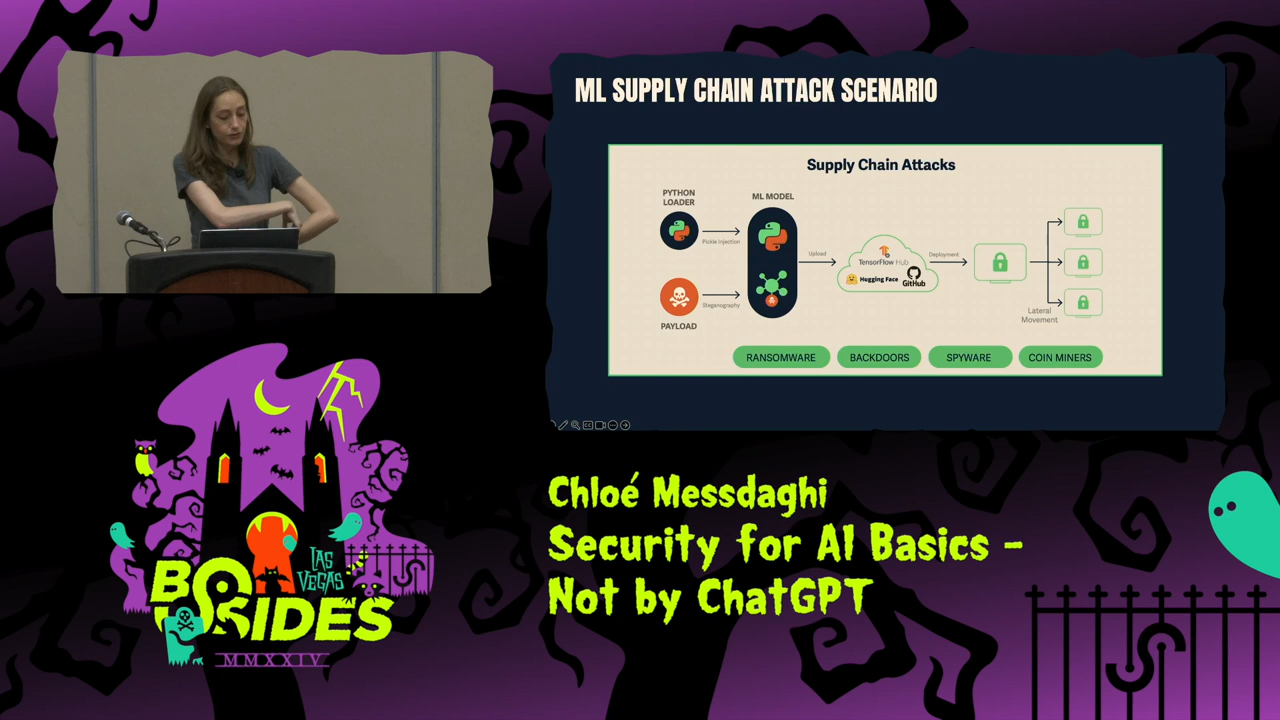 ML SUPPLY CHAIN ATTACK SCENARIO
Supply Chain Attacks
PYTHON
LOADER
ML MODEL
Pickle Injection
Upload
TensorFlow Hub
Hugging Face
GitHub
Deployment
Steganography
PAYLOAD
Lateral
Movement
RANSOMWARE
BACKDOORS
SPYWARE
COIN MINERS
LAS
VEGAS
BSIDES
MMXXIV
Chloé Messdaghi
Security for AI Basics -
Not by ChatGPT